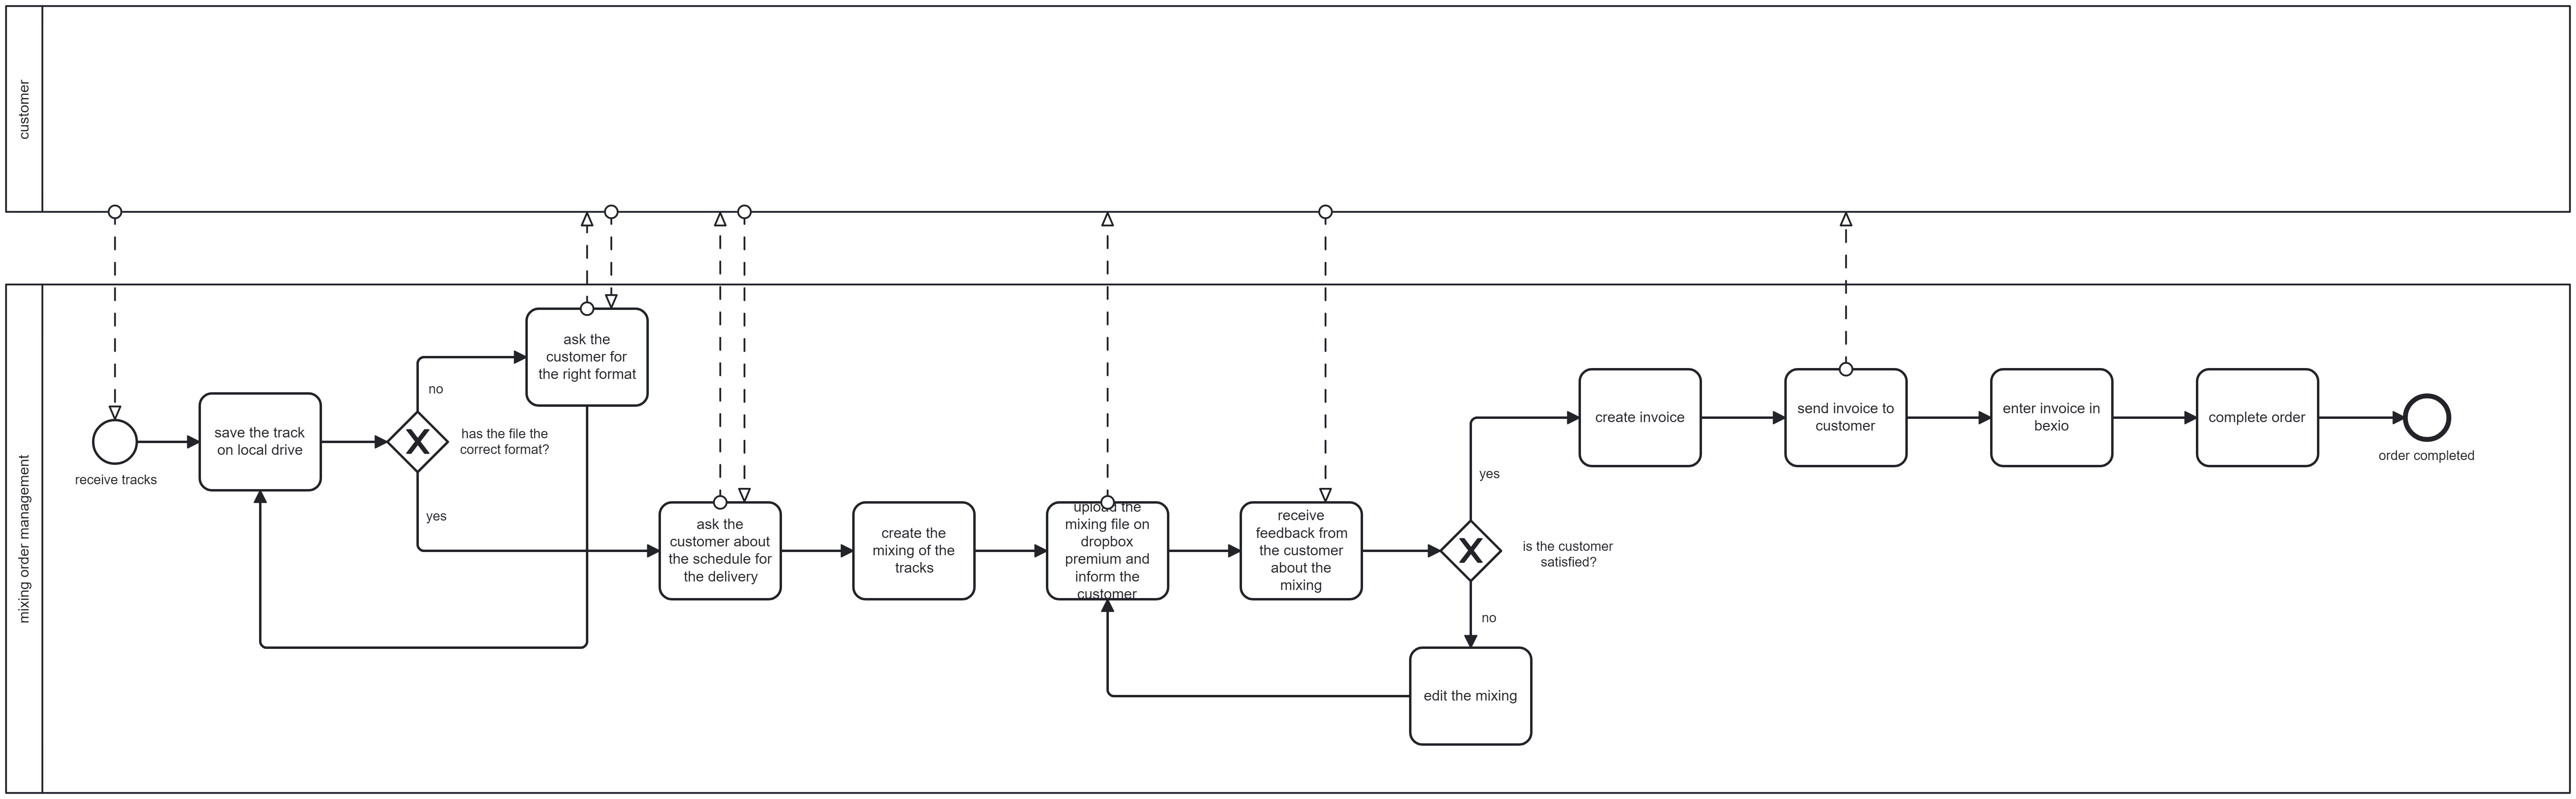 customer
mixing order management
receive tracks
save the track
on local drive
no
yes
has the file the
correct format?
ask the
customer for
the right format
ask the
customer about
the schedule for
the delivery
create the
mixing of the
tracks
upload the
mixing file on
dropbox
premium and
inform the
customer
receive
feedback from
the customer
about the
mixing
yes
is the customer
satisfied?
no
edit the mixing
create invoice
send invoice to
customer
enter invoice in
bexio
complete order
order completed